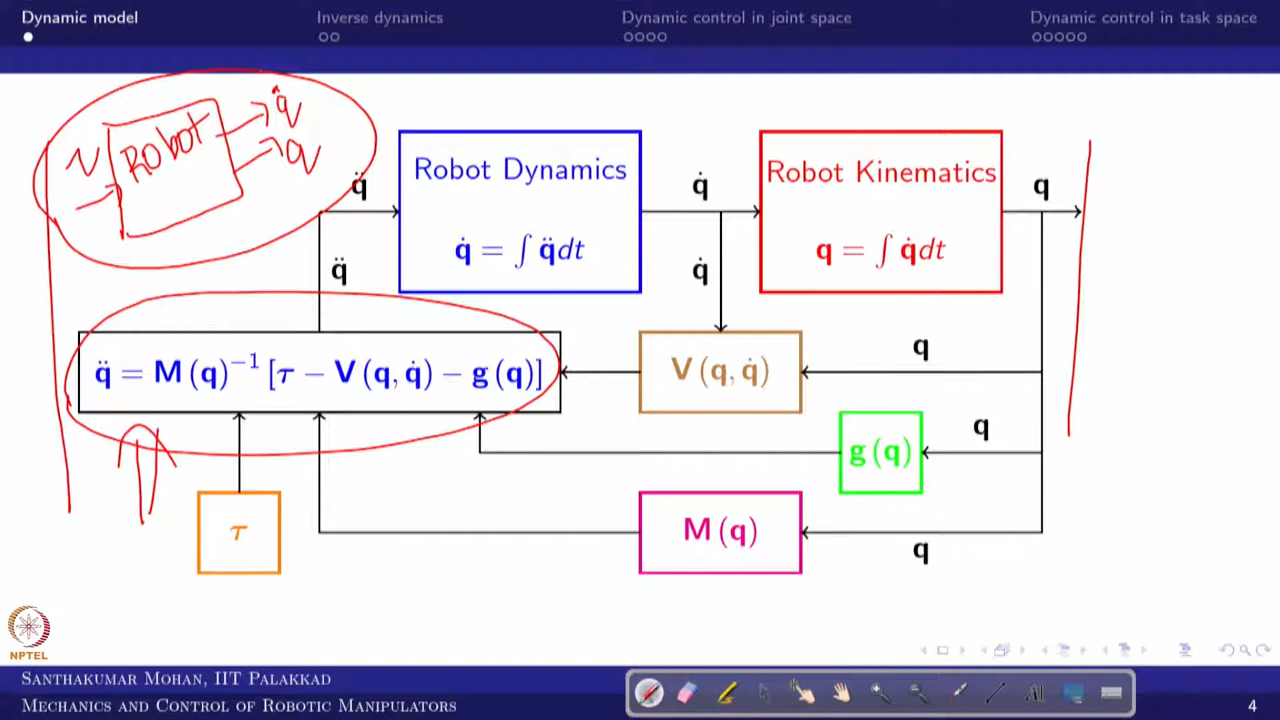 Dynamic model
Inverse dynamics
Dynamic control in joint space
Dynamic control in task space
τ
Robot
q̇
q
q̈
Robot Dynamics
q̇ = ∫ q̈dt
q̇
Robot Kinematics
q = ∫ q̇dt
q
q̈
q̇
q̈ = M (q)⁻¹ [τ − V (q, q̇) − g (q)]
V (q, q̇)
q
g (q)
q
τ
M (q)
q
NPTEL
Santhakumar Mohan, IIT Palakkad
Mechanics and Control of Robotic Manipulators
4